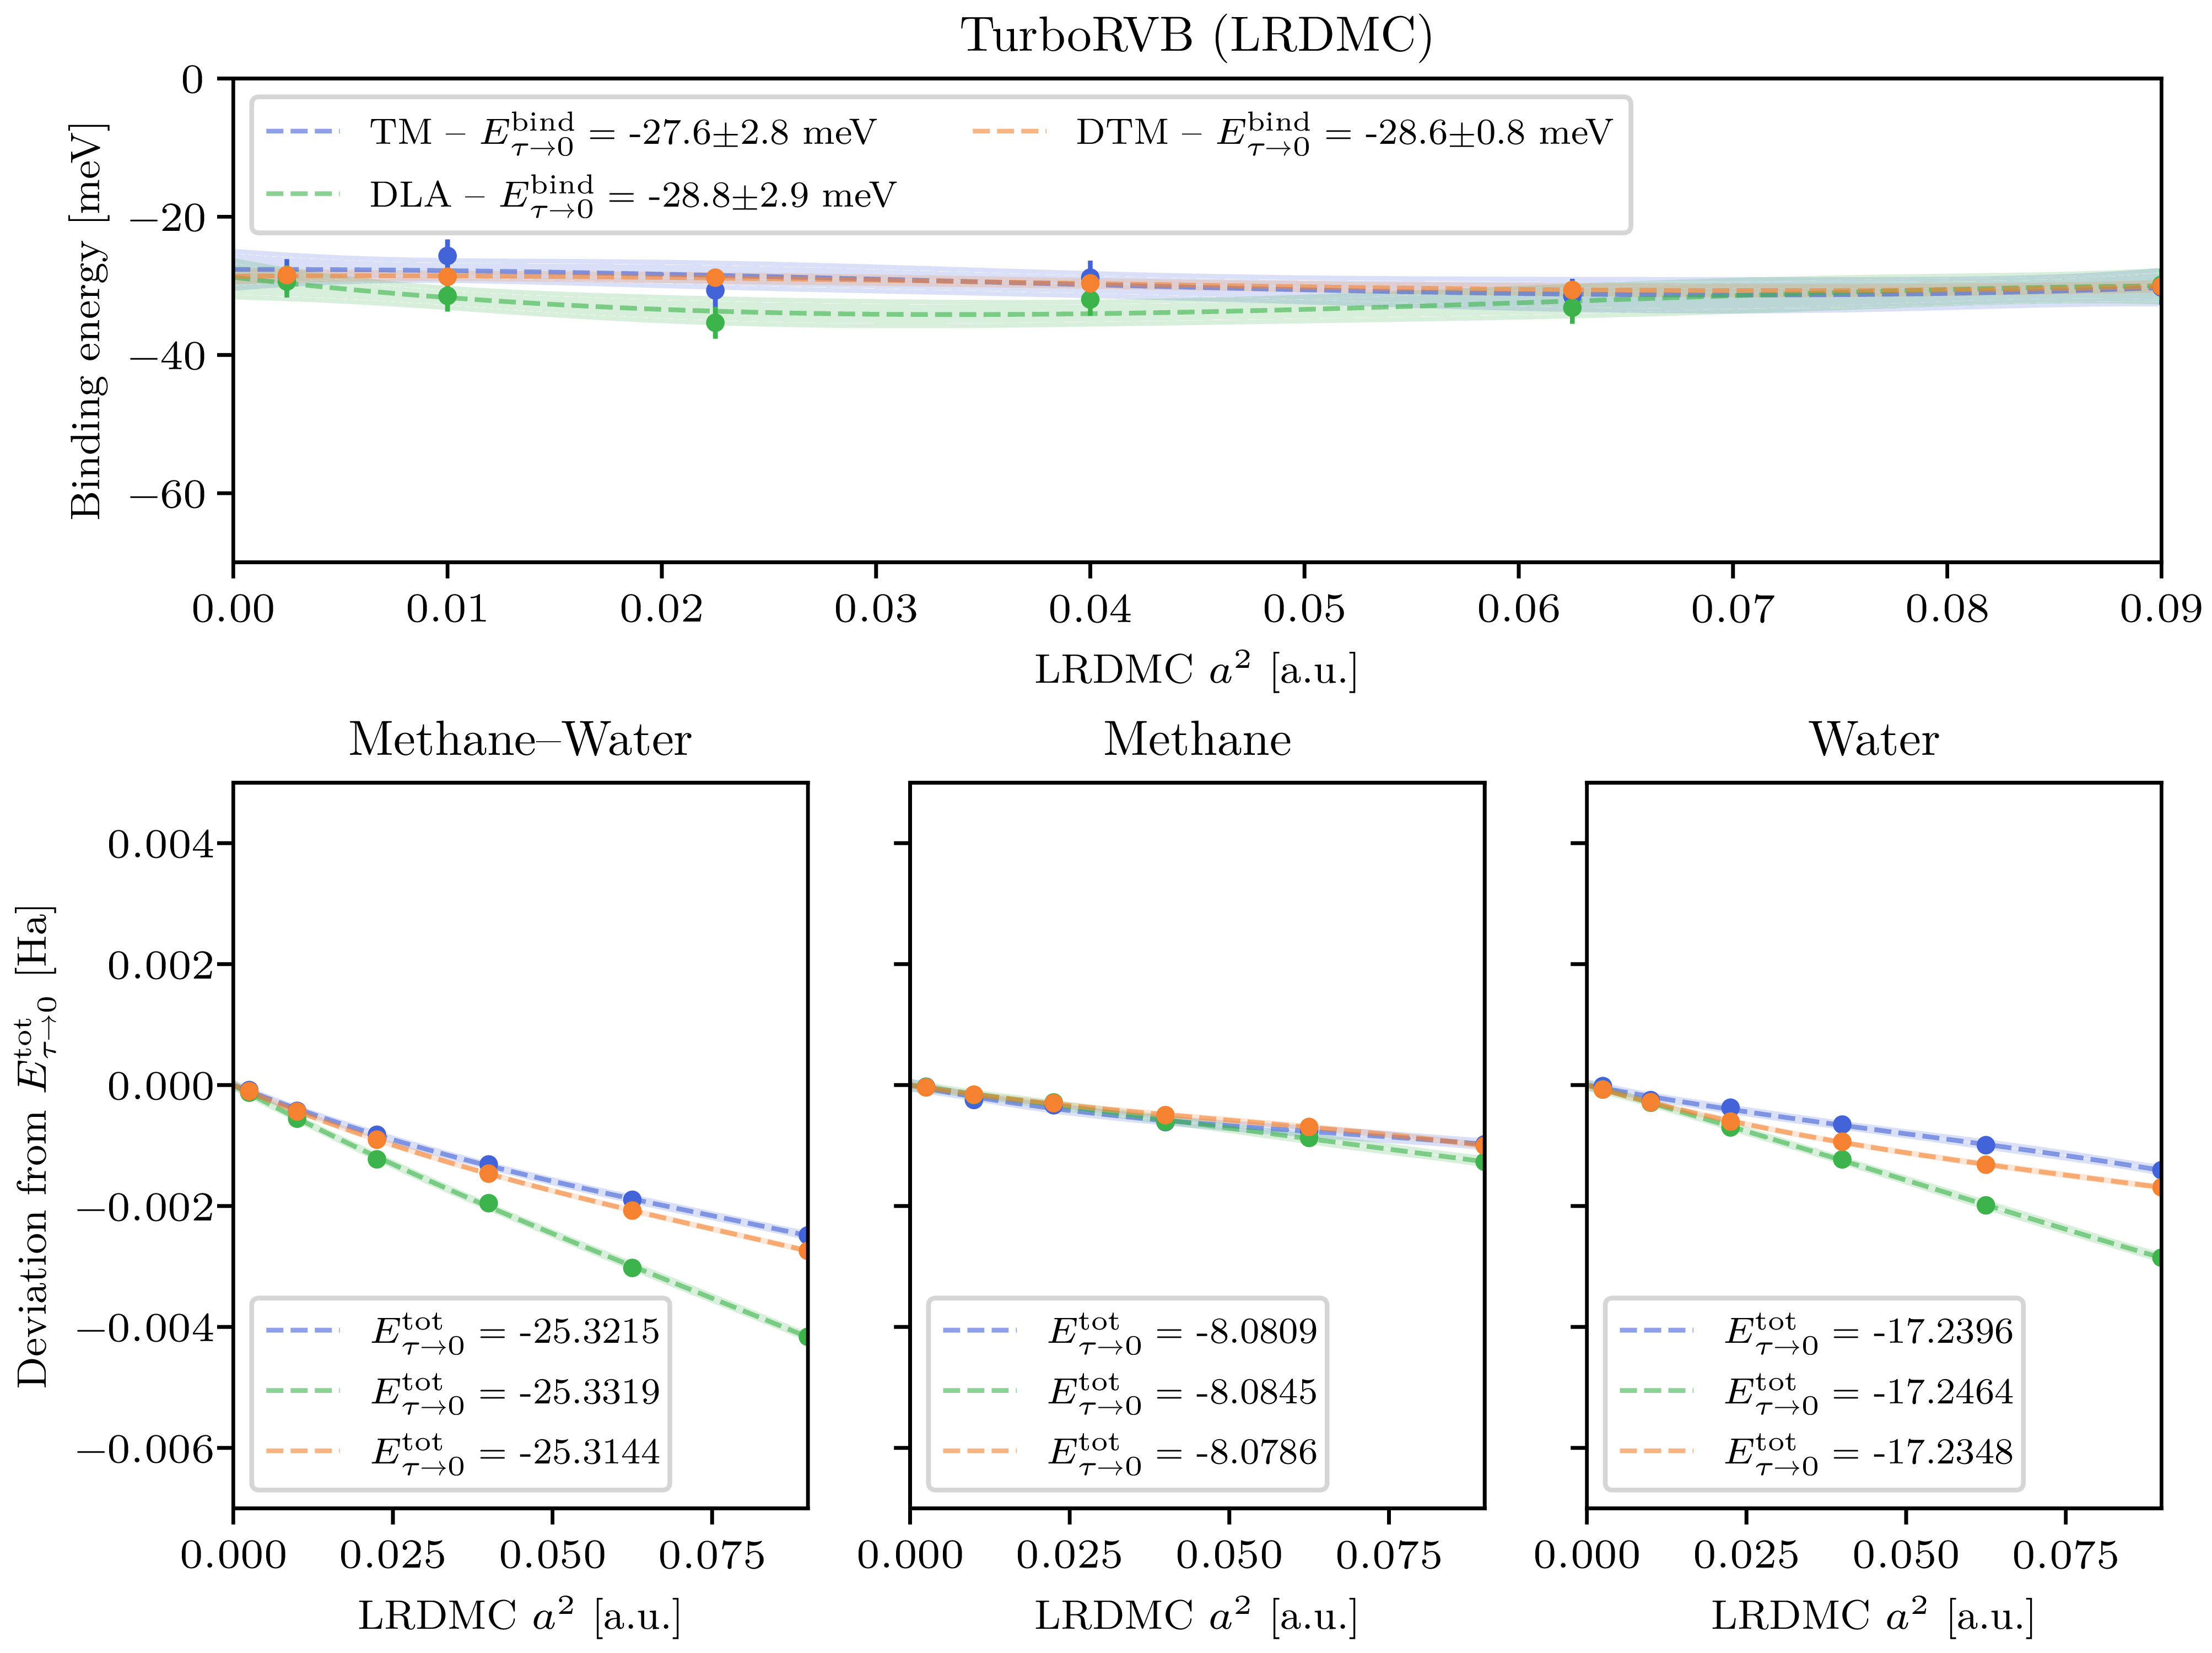 TurboRVB (LRDMC)
Binding energy [meV]
0
−20
−40
−60
TM – E^bind_τ→0 = -27.6±2.8 meV
DLA – E^bind_τ→0 = -28.8±2.9 meV
DTM – E^bind_τ→0 = -28.6±0.8 meV
0.00 0.01 0.02 0.03 0.04 0.05 0.06 0.07 0.08 0.09
LRDMC a² [a.u.]
Deviation from E^tot_τ→0 [Ha]
Methane–Water
0.004
0.002
0.000
−0.002
−0.004
−0.006
E^tot_τ→0 = -25.3215
E^tot_τ→0 = -25.3319
E^tot_τ→0 = -25.3144
0.000 0.025 0.050 0.075
LRDMC a² [a.u.]
Methane
E^tot_τ→0 = -8.0809
E^tot_τ→0 = -8.0845
E^tot_τ→0 = -8.0786
0.000 0.025 0.050 0.075
LRDMC a² [a.u.]
Water
E^tot_τ→0 = -17.2396
E^tot_τ→0 = -17.2464
E^tot_τ→0 = -17.2348
0.000 0.025 0.050 0.075
LRDMC a² [a.u.]